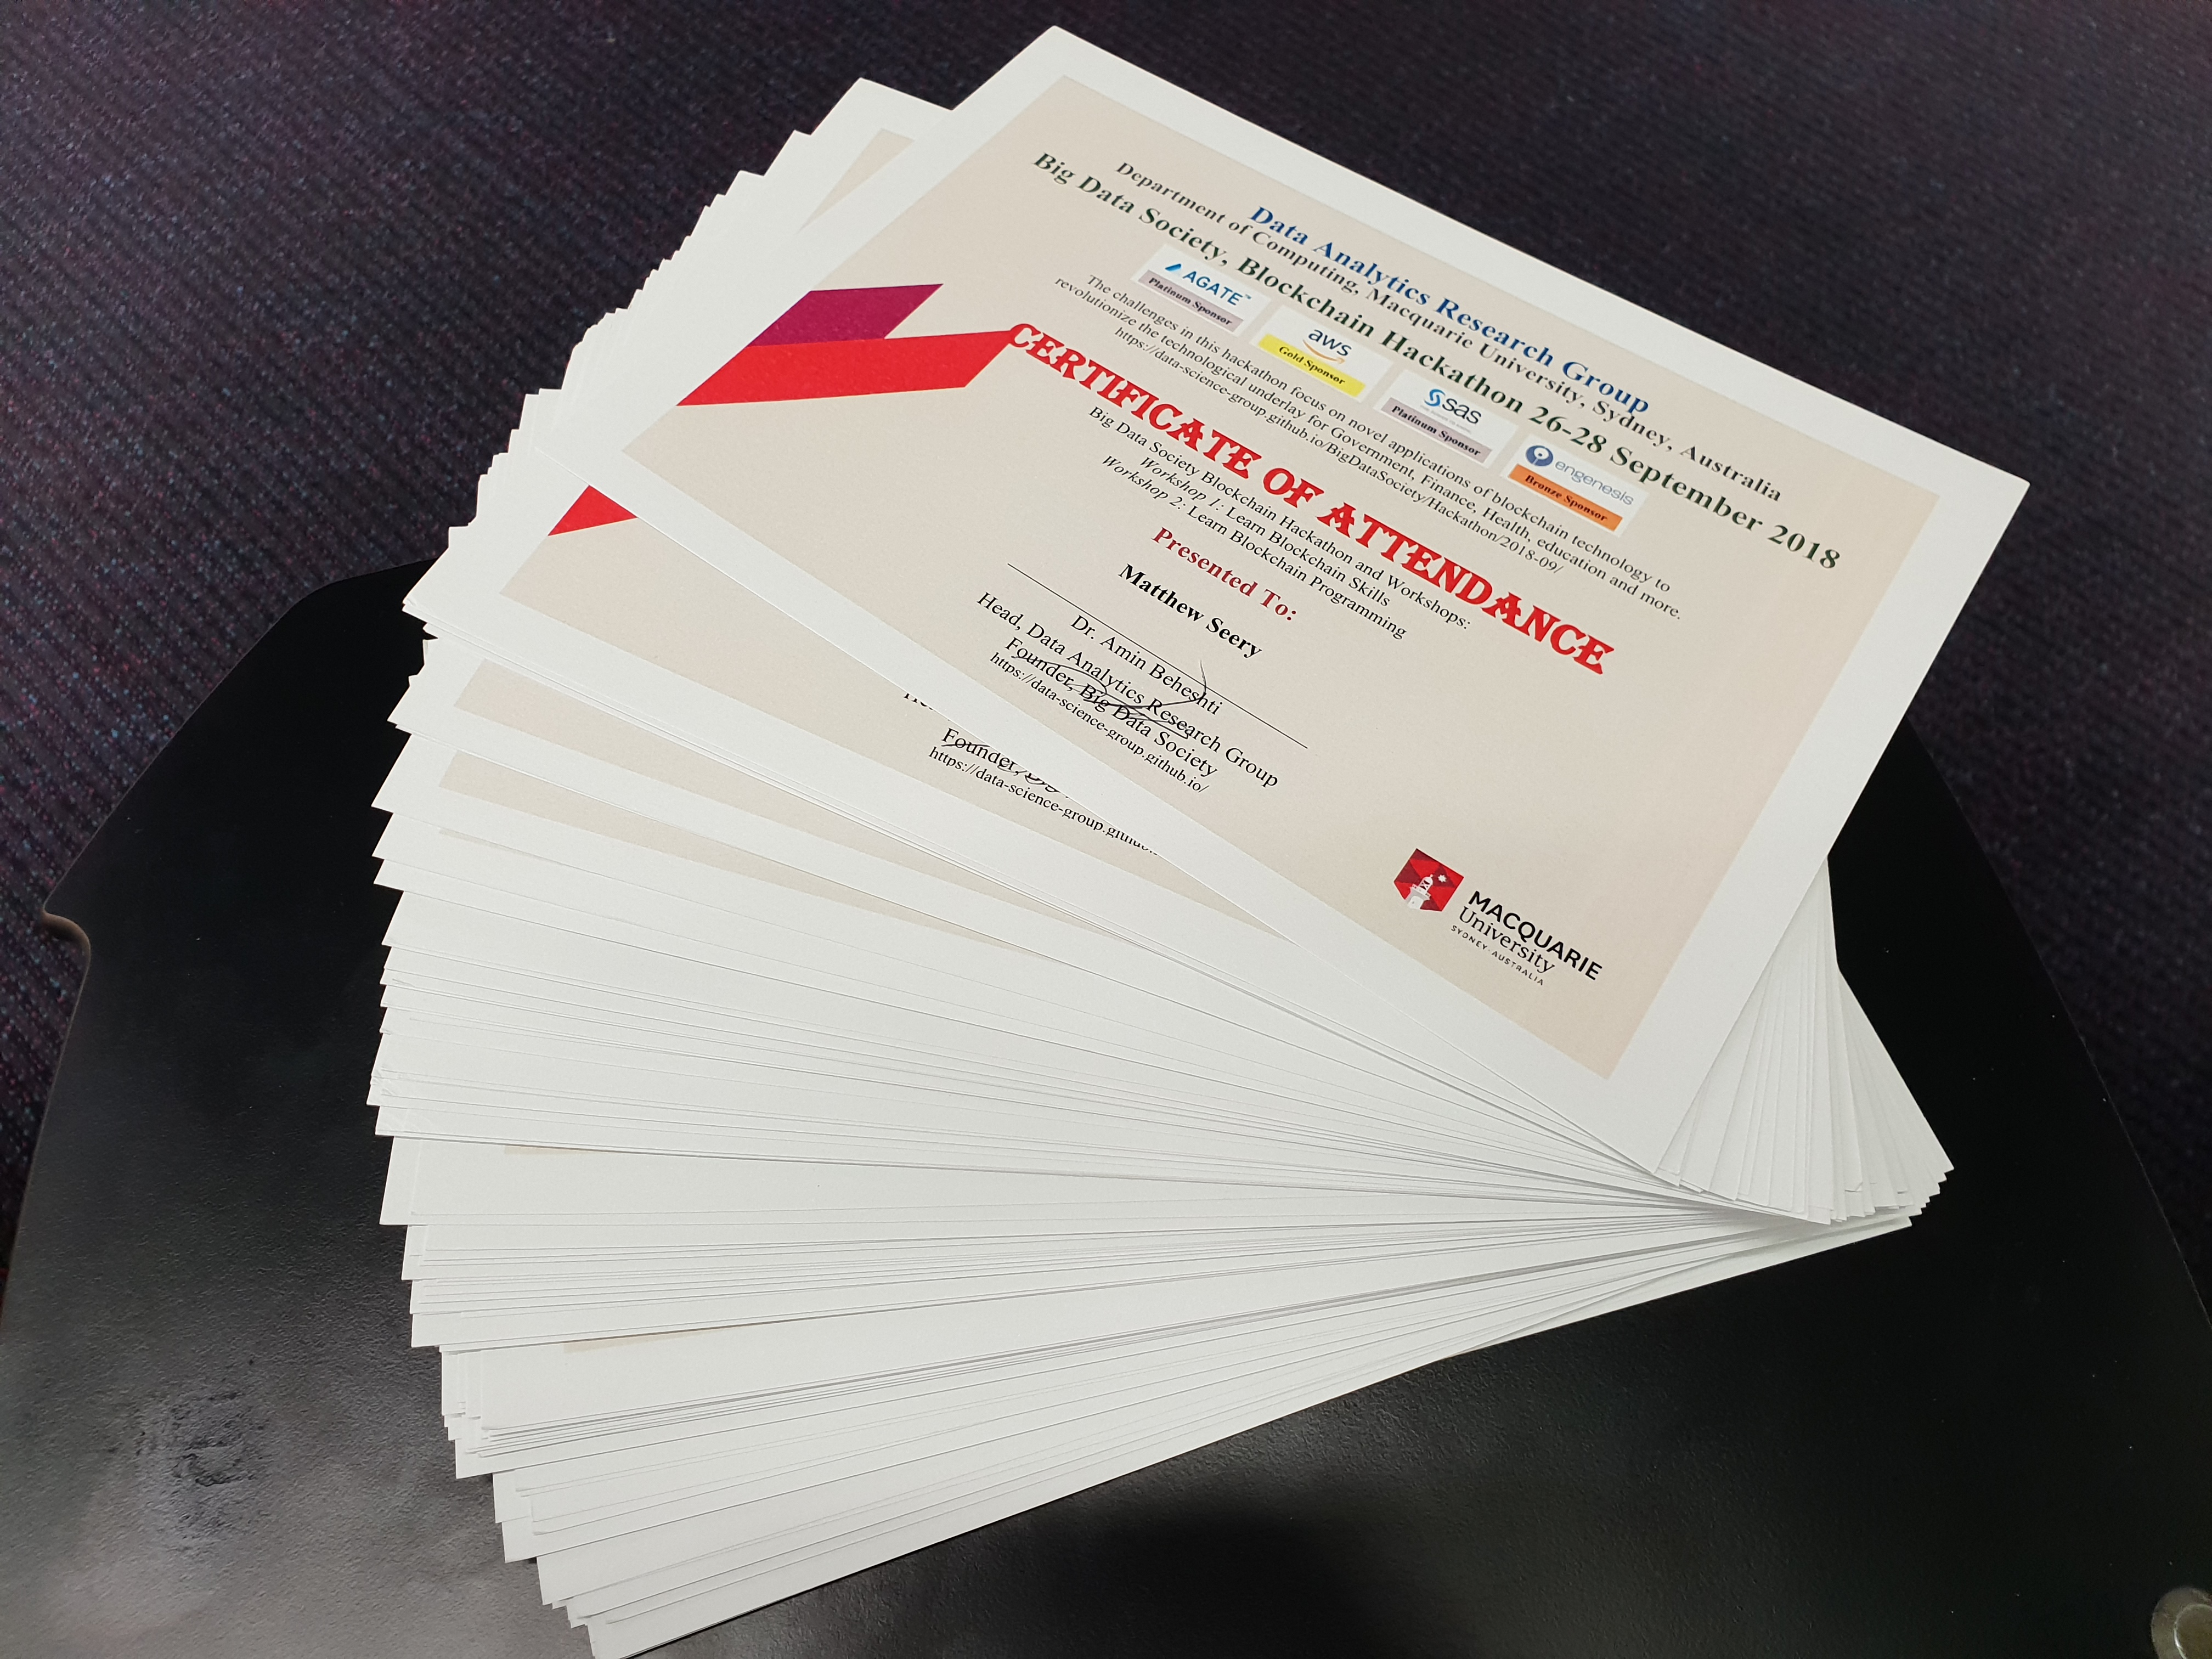 Data Analytics Research Group
Department of Computing, Macquarie University, Sydney, Australia
Big Data Society, Blockchain Hackathon 26-28 September 2018
AGATE™
Platinum Sponsor
aws
Gold Sponsor
sas
Platinum Sponsor
engenesis
Bronze Sponsor
The challenges in this hackathon focus on novel applications of blockchain technology to
revolutionize the technological underlay for Government, Finance, Health, education and more.
https://data-science-group.github.io/BigDataSociety/Hackathon/2018-09/
CERTIFICATE OF ATTENDANCE
Big Data Society Blockchain Hackathon and Workshops:
Workshop 1: Learn Blockchain Skills
Workshop 2: Learn Blockchain Programming
Presented To:
Matthew Seery
Dr. Amin Beheshti
Head, Data Analytics Research Group
Founder, Big Data Society
https://data-science-group.github.io/
MACQUARIE
University
SYDNEY·AUSTRALIA
Founder,
https://data-science-group.github.